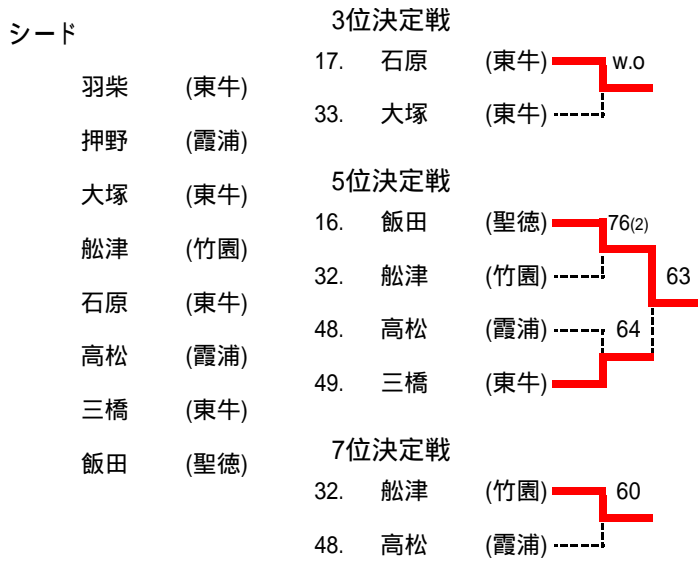 シード
羽柴 (東牛)
押野 (霞浦)
大塚 (東牛)
舩津 (竹園)
石原 (東牛)
高松 (霞浦)
三橋 (東牛)
飯田 (聖徳)
3位決定戦
17. 石原 (東牛) w.o
33. 大塚 (東牛)
5位決定戦
16. 飯田 (聖徳) 76(2)
32. 舩津 (竹園) 63
48. 高松 (霞浦) 64
49. 三橋 (東牛)
7位決定戦
32. 舩津 (竹園) 60
48. 高松 (霞浦)